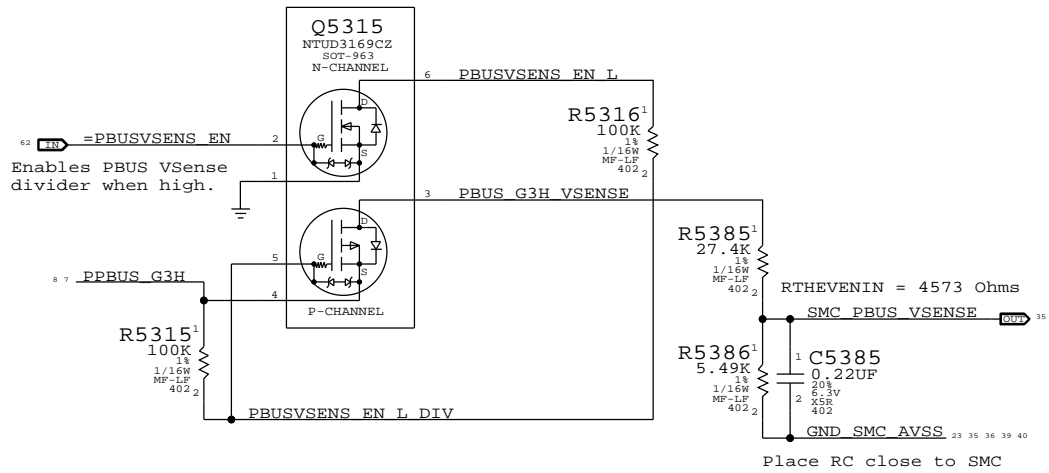 Q5315
NTUD3169CZ
SOT-963
N-CHANNEL
6 PBUSVSENS_EN_L
D
G
S
R5316 1
100K
1%
1/16W
MF-LF
402 2
62 IN =PBUSVSENS_EN 2
Enables PBUS VSense
divider when high.
1
3 PBUS_G3H_VSENSE
D
G
S
5
8 7 PPBUS_G3H
4
P-CHANNEL
R5315 1
100K
1%
1/16W
MF-LF
402 2
PBUSVSENS_EN_L_DIV
R5385 1
27.4K
1%
1/16W
MF-LF
402 2
RTHEVENIN = 4573 Ohms
SMC_PBUS_VSENSE OUT 35
R5386 1
5.49K
1%
1/16W
MF-LF
402 2
1 C5385
0.22UF
20%
6.3V
2 X5R
402
GND_SMC_AVSS 23 35 36 39 40
Place RC close to SMC